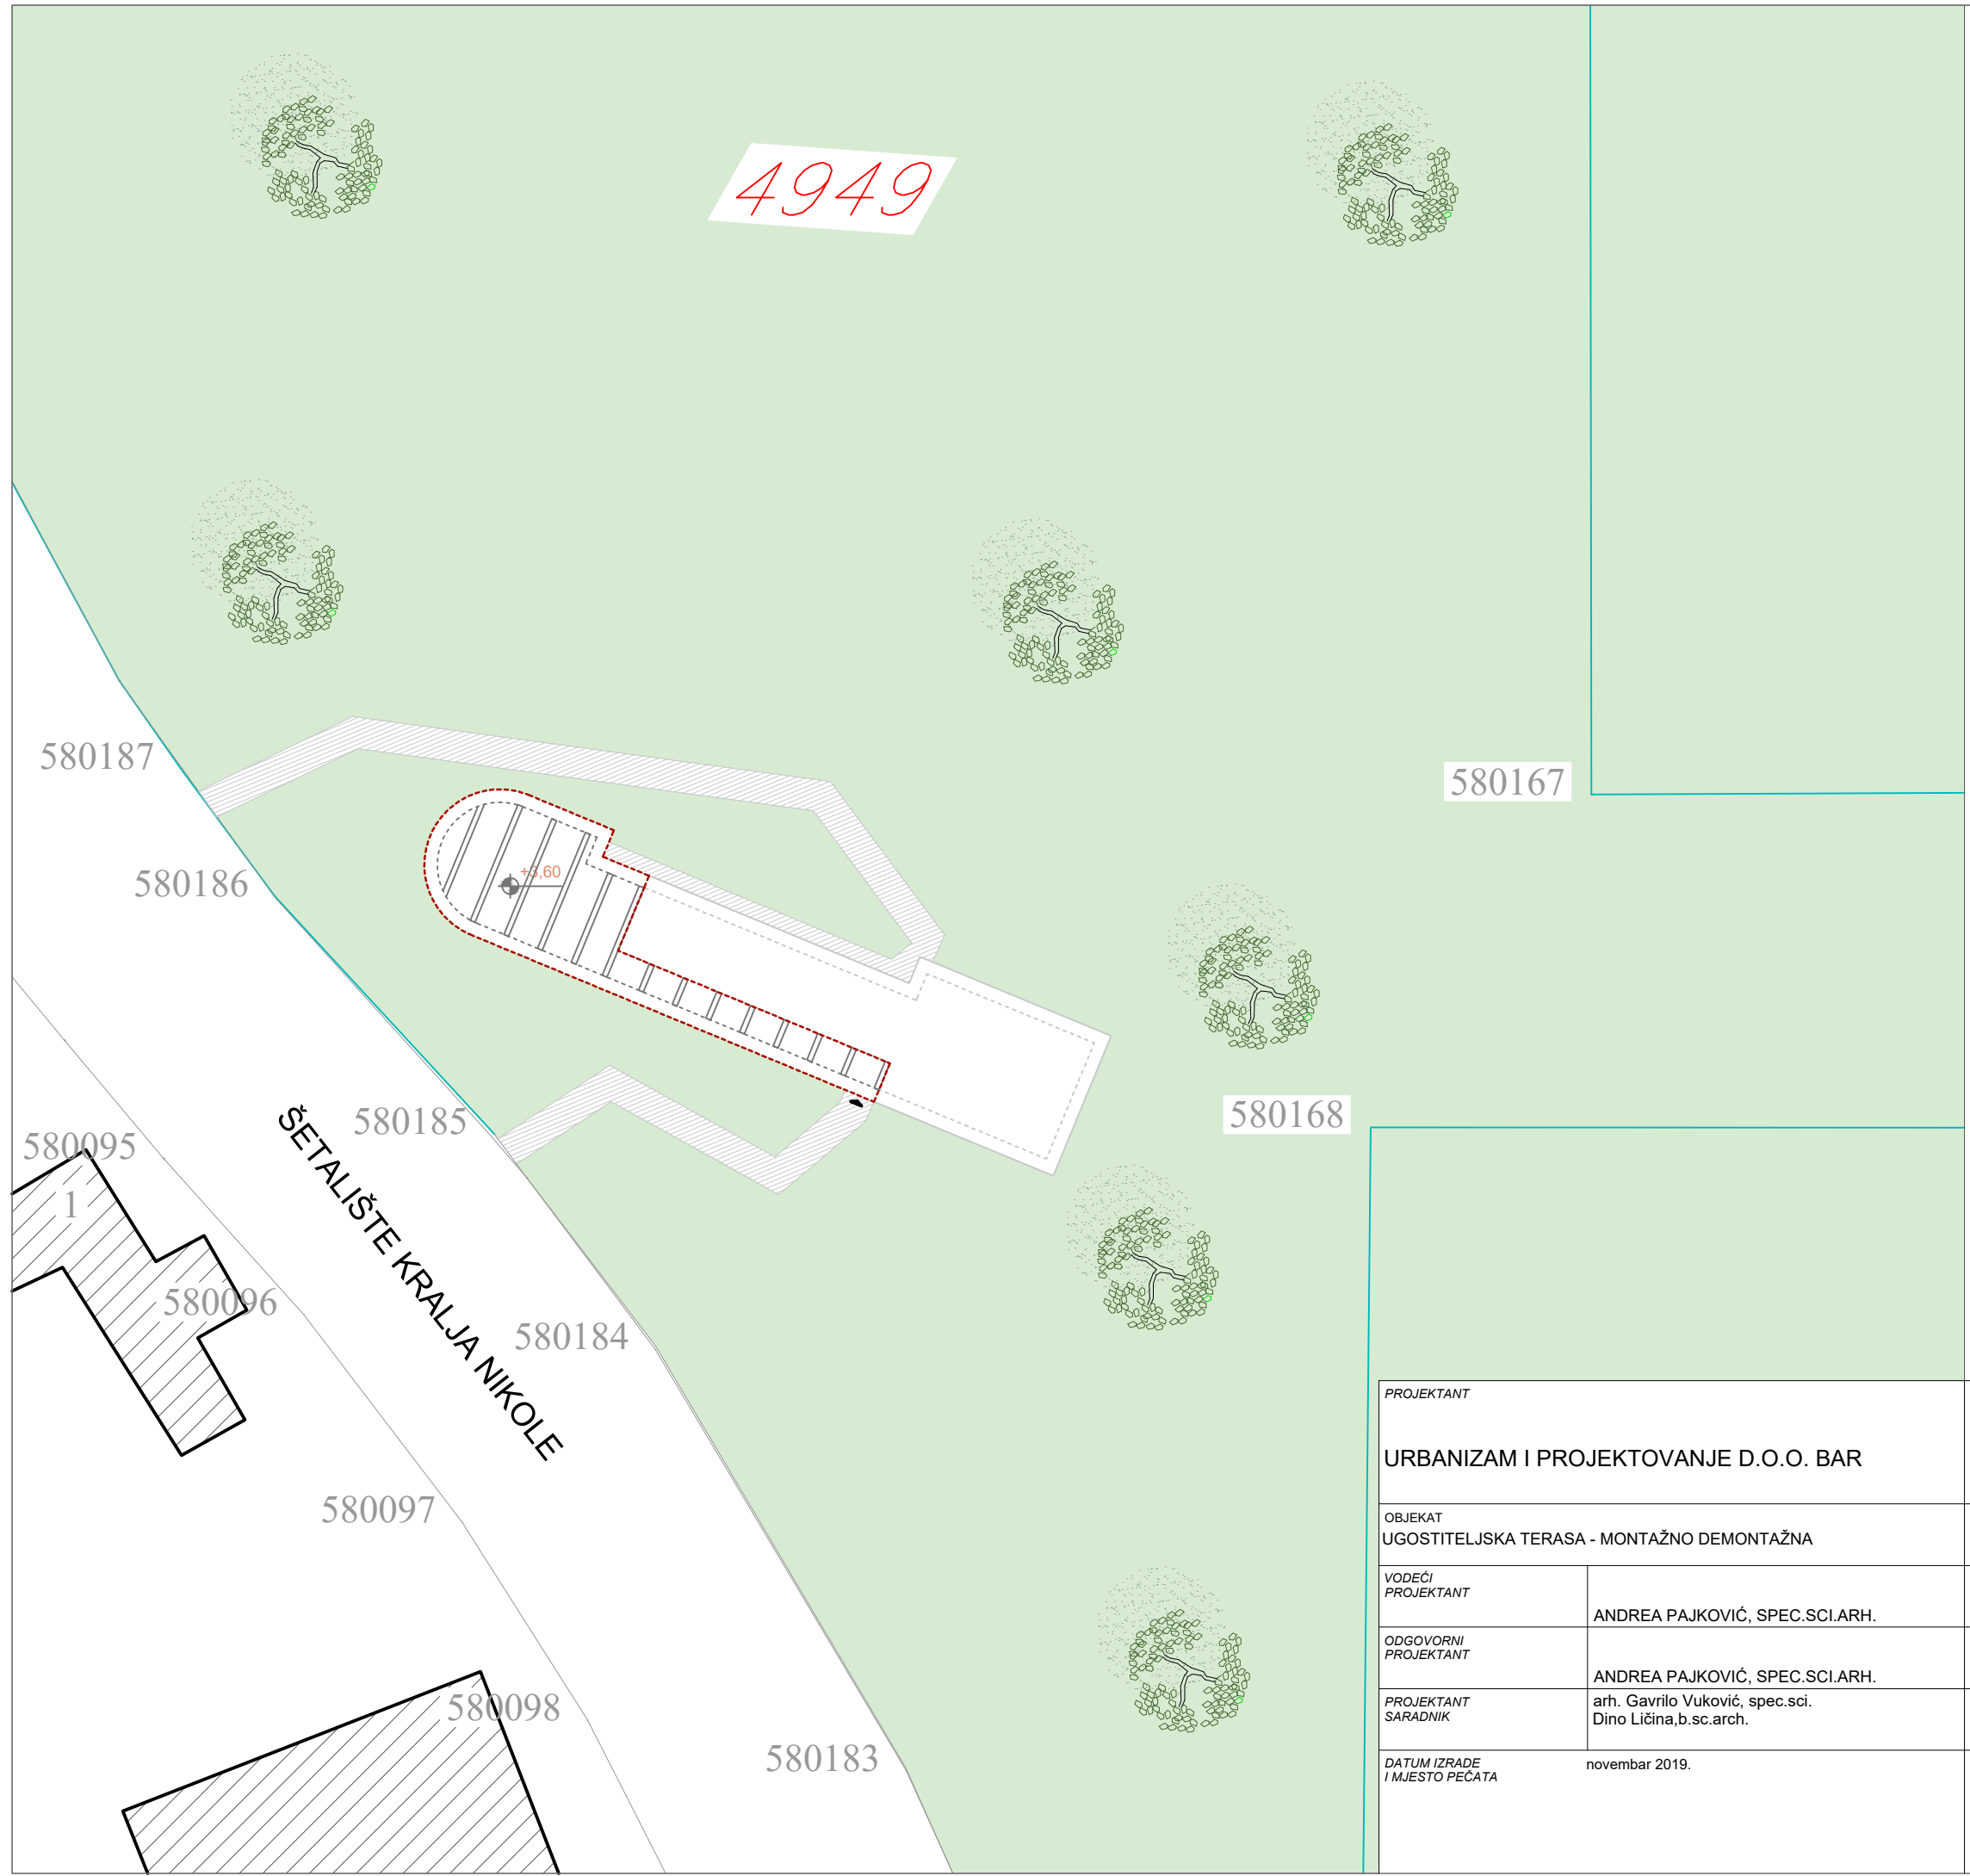 4949
580187
580167
+3,60
580186
580185
580168
580095
1
ŠETALIŠTE KRALJA NIKOLE
580096
580184
580097
580098
580183
PROJEKTANT
URBANIZAM I PROJEKTOVANJE D.O.O. BAR
OBJEKAT
UGOSTITELJSKA TERASA - MONTAŽNO DEMONTAŽNA
VODEĆI
PROJEKTANT
ANDREA PAJKOVIĆ, SPEC.SCI.ARH.
ODGOVORNI
PROJEKTANT
ANDREA PAJKOVIĆ, SPEC.SCI.ARH.
PROJEKTANT
SARADNIK
arh. Gavrilo Vuković, spec.sci.
Dino Ličina,b.sc.arch.
DATUM IZRADE
I MJESTO PEČATA
novembar 2019.